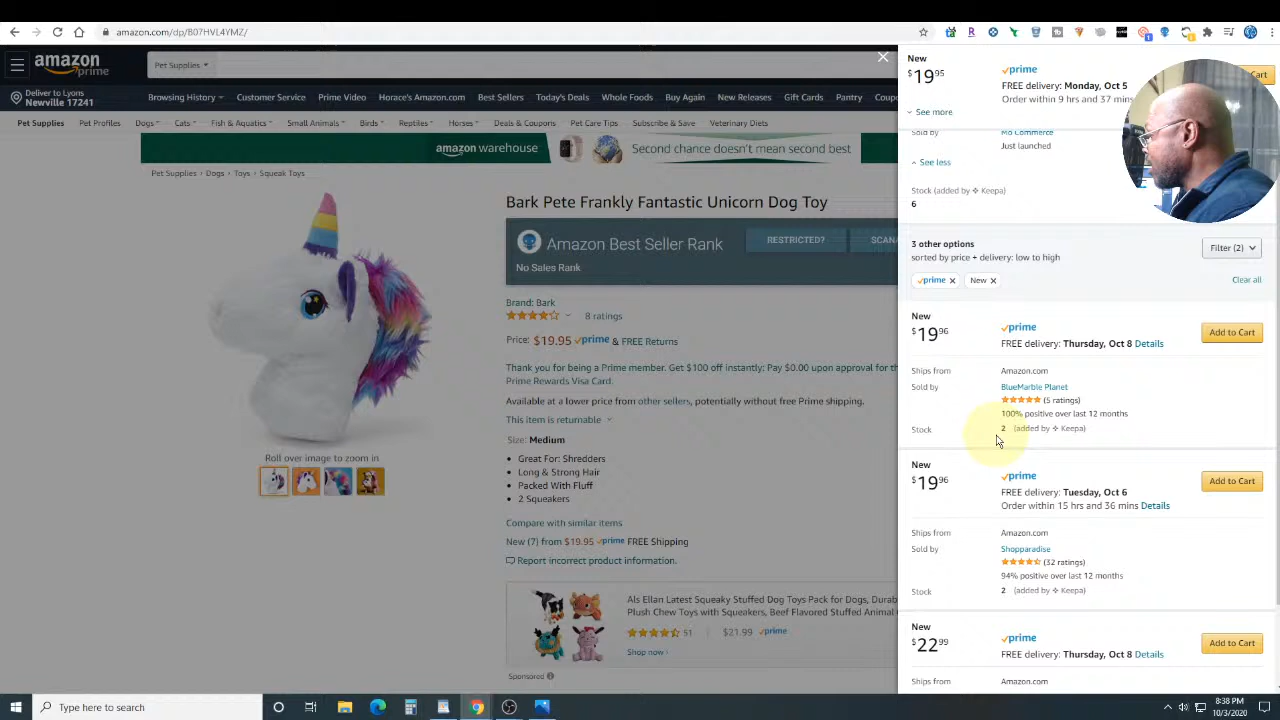 amazon.com/dp/B07HVL4YMZ/
amazon
prime
Pet Supplies
Deliver to Lyons
Newville 17241
Browsing History
Customer Service
Prime Video
Horace's Amazon.com
Best Sellers
Today's Deals
Whole Foods
Buy Again
New Releases
Gift Cards
Pantry
Coup
Pet Supplies
Pet Profiles
Dogs
Cats
Fish & Aquatics
Small Animals
Birds
Reptiles
Horses
Deals & Coupons
Pet Care Tips
Subscribe & Save
Veterinary Diets
amazon warehouse
Second chance doesn't mean second best
Pet Supplies › Dogs › Toys › Squeak Toys
Bark Pete Frankly Fantastic Unicorn Dog Toy
Amazon Best Seller Rank
RESTRICTED?
SCAN
No Sales Rank
Brand: Bark
8 ratings
Price: $19.95 prime & FREE Returns
Thank you for being a Prime member. Get $100 off instantly: Pay $0.00 upon approval for the
Prime Rewards Visa Card.
Available at a lower price from other sellers, potentially without free Prime shipping.
This item is returnable
Size: Medium
• Great For: Shredders
• Long & Strong Hair
• Packed With Fluff
• 2 Squeakers
Roll over image to zoom in
Compare with similar items
New (7) from $19.95 prime FREE Shipping
Report incorrect product information.
Als Ellan Latest Squeaky Stuffed Dog Toys Pack for Dogs, Durab
Plush Chew Toys with Squeakers, Beef Flavored Stuffed Animal
51
$21.99 prime
Shop now ›
Sponsored
New
$19 95
prime
FREE delivery: Monday, Oct 5
Order within 9 hrs and 37 mins
Cart
See more
Sold by
Mo Commerce
Just launched
See less
Stock (added by Keepa)
6
3 other options
sorted by price + delivery: low to high
Filter (2)
prime
New
Clear all
New
$19 96
prime
Add to Cart
FREE delivery: Thursday, Oct 8 Details
Ships from
Amazon.com
Sold by
BlueMarble Planet
(5 ratings)
100% positive over last 12 months
Stock
2 (added by Keepa)
New
$19 96
prime
Add to Cart
FREE delivery: Tuesday, Oct 6
Order within 15 hrs and 36 mins Details
Ships from
Amazon.com
Sold by
Shopparadise
(32 ratings)
94% positive over last 12 months
Stock
2 (added by Keepa)
New
$22 99
prime
Add to Cart
FREE delivery: Thursday, Oct 8 Details
Ships from
Amazon.com
Type here to search
8:38 PM
10/3/2020